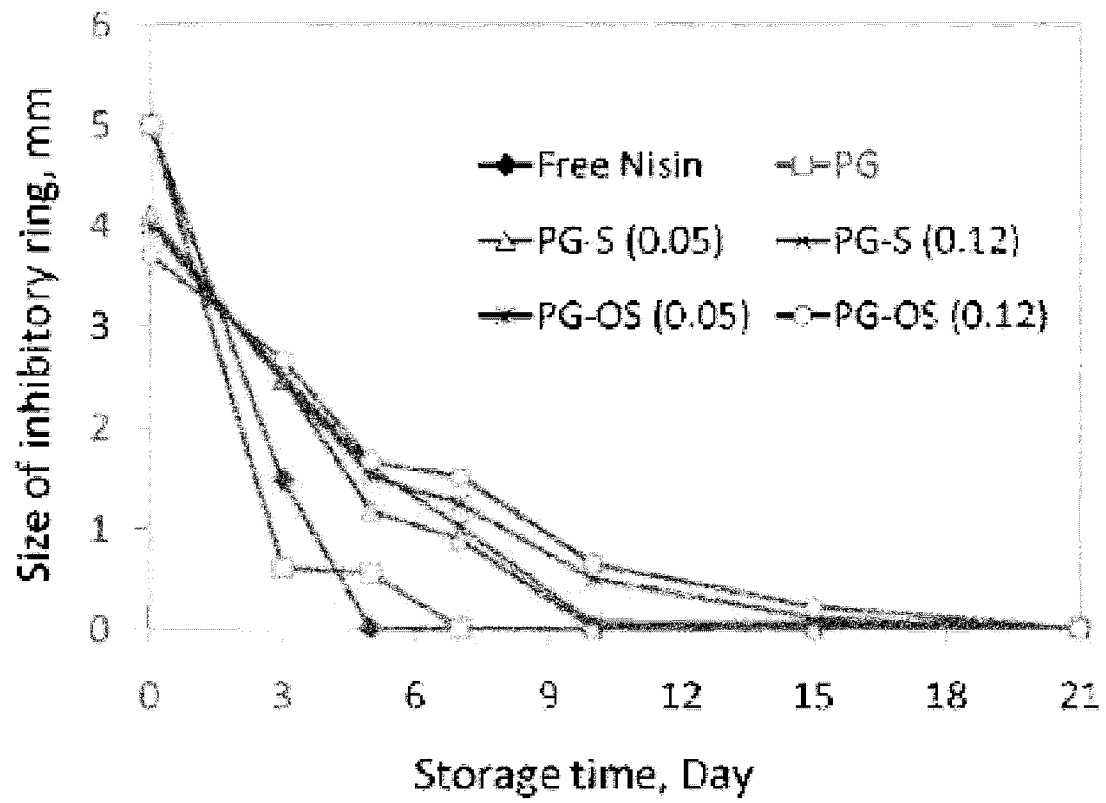 6
5
4
3
2
1
0
Size of inhibitory ring, mm
Free Nisin PG
PG-S (0.05) PG-S (0.12)
PG-OS (0.05) PG-OS (0.12)
0 3 6 9 12 15 18 21
Storage time, Day